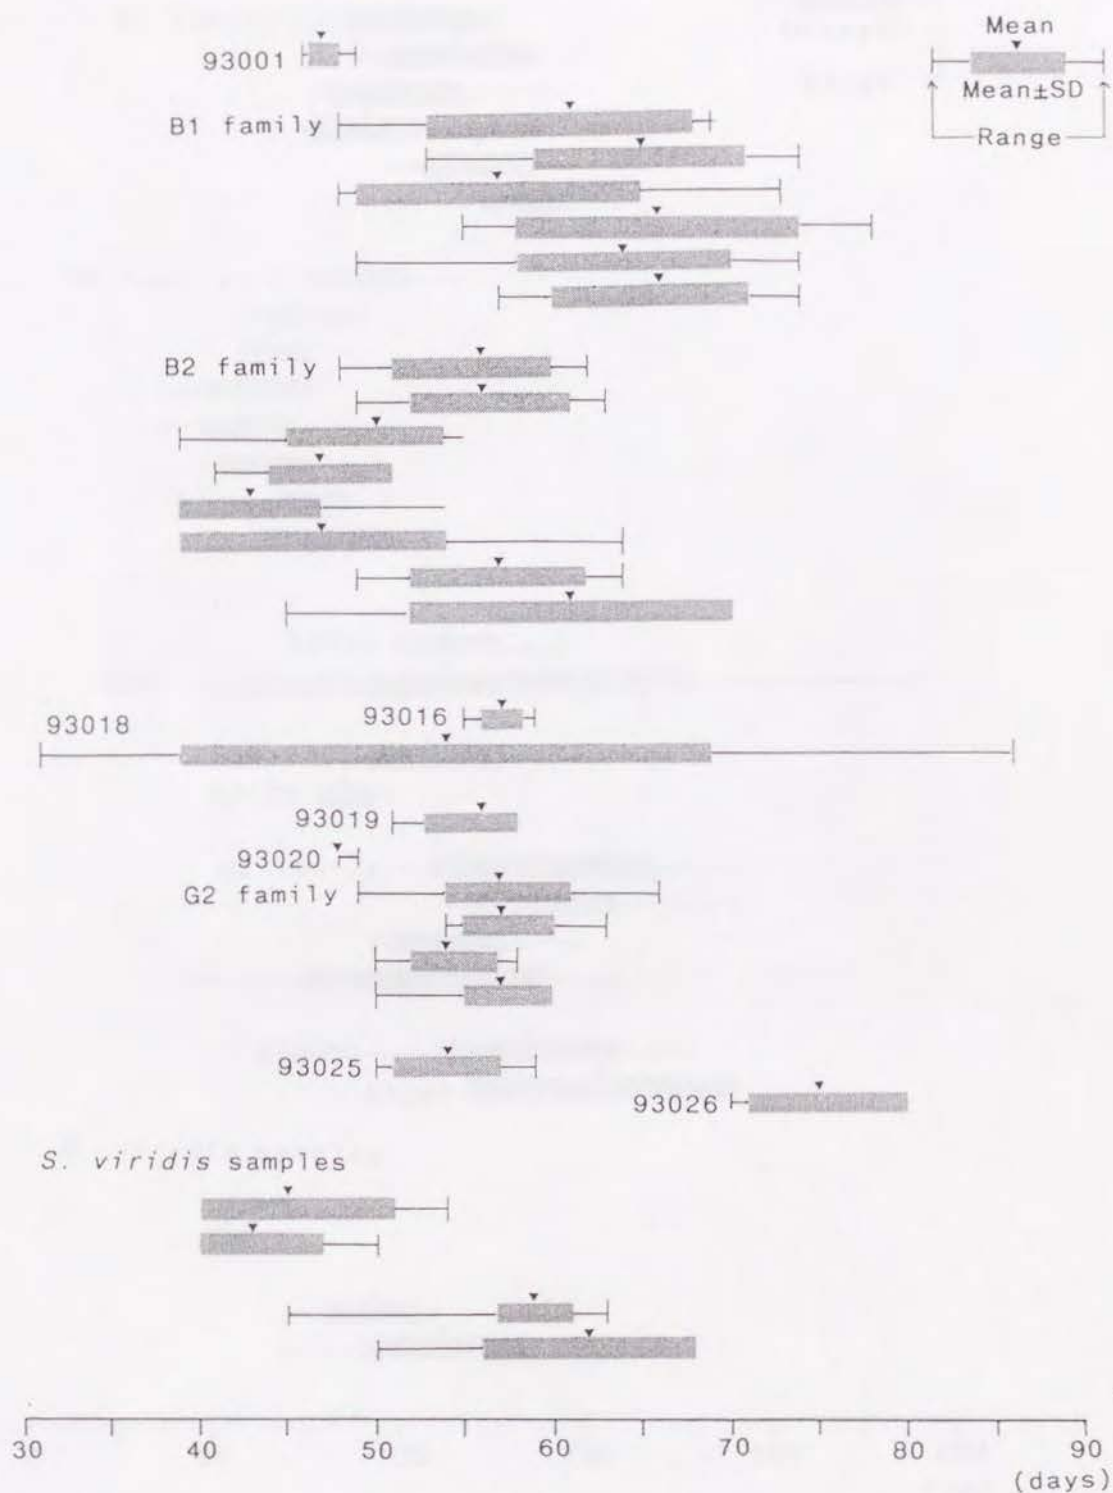 Mean
93001
Mean±SD
Range
B1 family
B2 family
93016
93018
93019
93020
G2 family
93025
93026
S. viridis samples
30 40 50 60 70 80 90
(days)